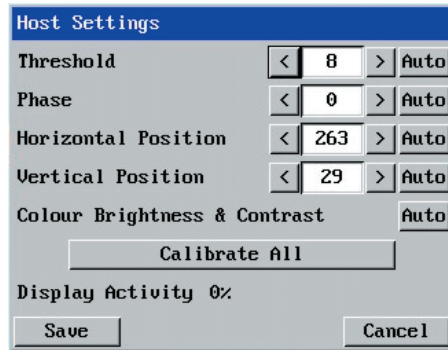 Host Settings
Threshold < 8 > Auto
Phase < 0 > Auto
Horizontal Position < 263 > Auto
Vertical Position < 29 > Auto
Colour Brightness & Contrast Auto
Calibrate All
Display Activity 0%
Save Cancel